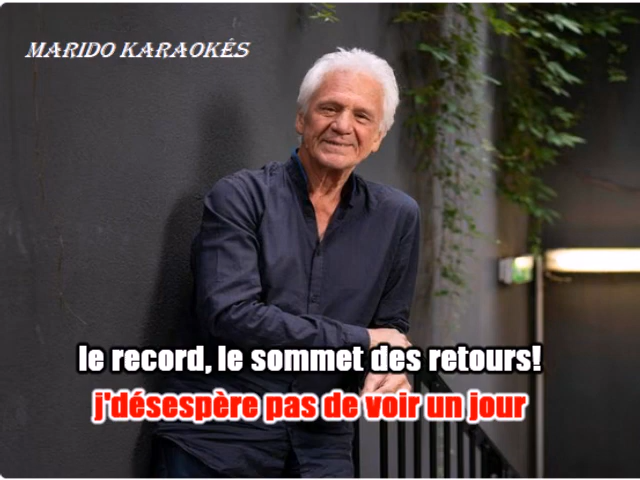 MARIDO KARAOKÉS
le record, le sommet des retours!
j'désespère pas de voir un jour